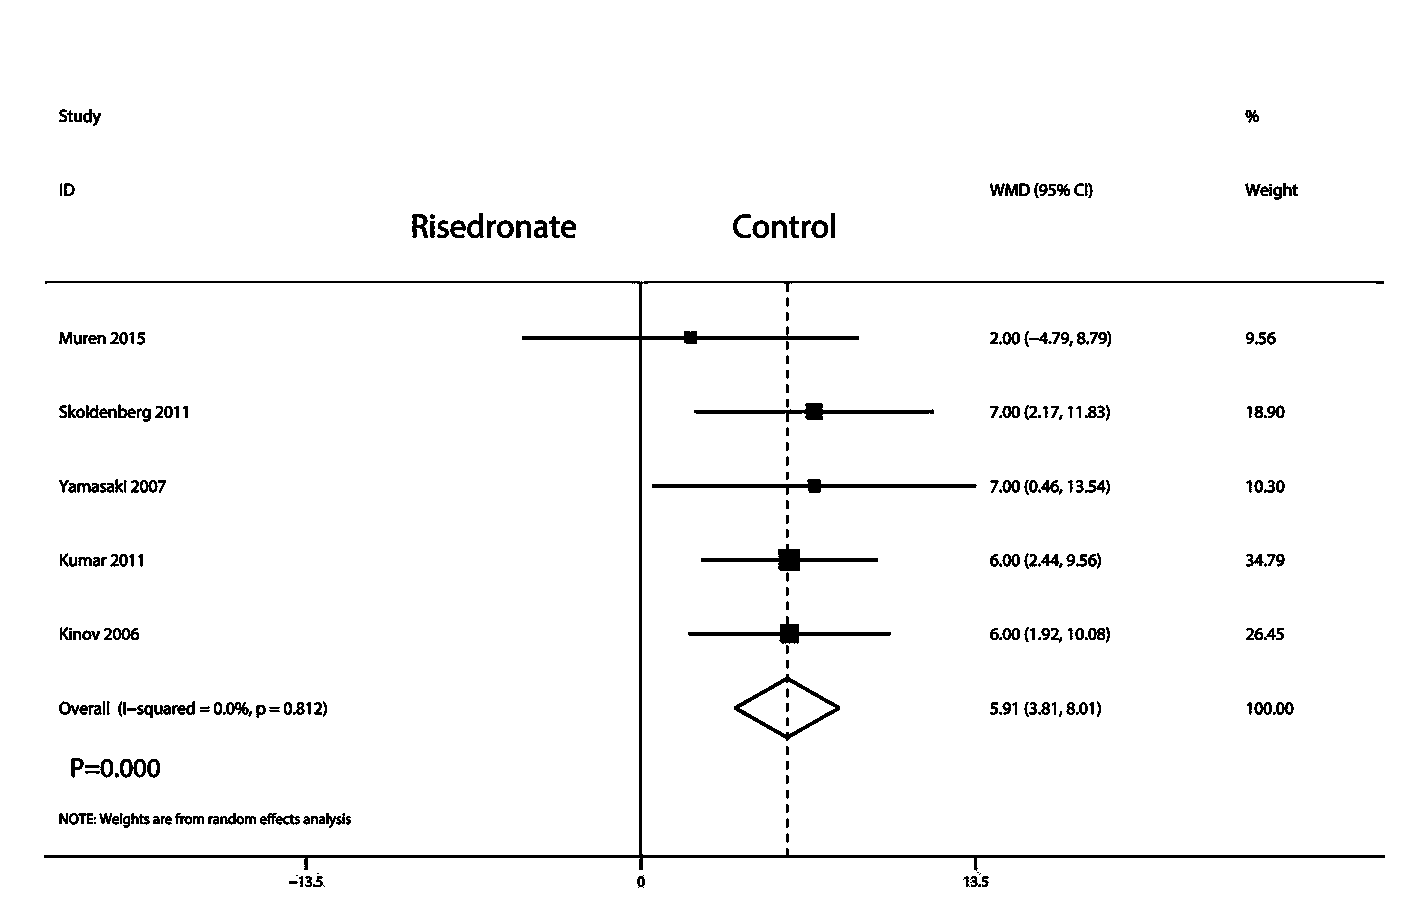 Study %
ID WMD (95% CI) Weight
Risedronate Control
Muren 2015 2.00 (−4.79, 8.79) 9.56
Skoldenberg 2011 7.00 (2.17, 11.83) 18.90
Yamasaki 2007 7.00 (0.46, 13.54) 10.30
Kumar 2011 6.00 (2.44, 9.56) 34.79
Kinov 2006 6.00 (1.92, 10.08) 26.45
Overall (I−squared = 0.0%, p = 0.812) 5.91 (3.81, 8.01) 100.00
P=0.000
NOTE: Weights are from random effects analysis
−13.5 0 13.5